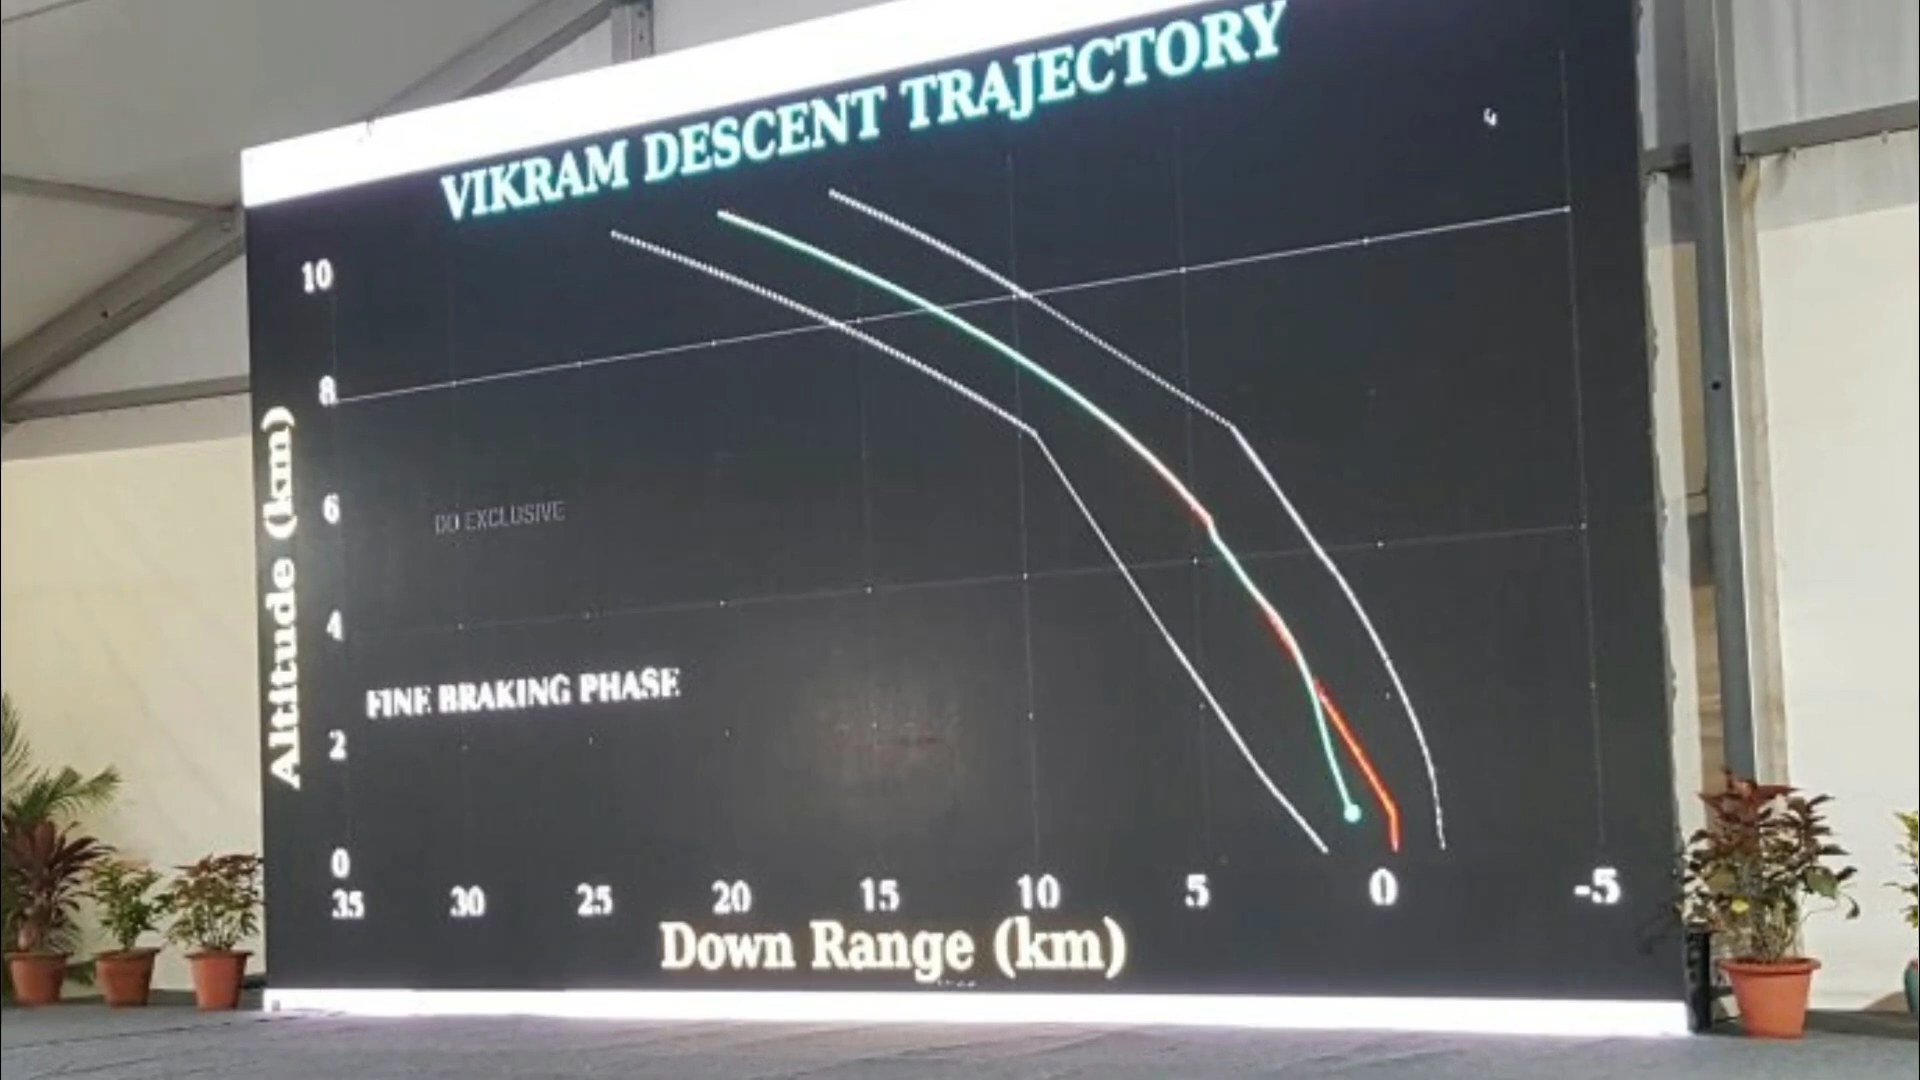 VIKRAM DESCENT TRAJECTORY
10
8
6
4
2
0
Altitude (km)
DD EXCLUSIVE
FINE BRAKING PHASE
35 30 25 20 15 10 5 0 -5
Down Range (km)